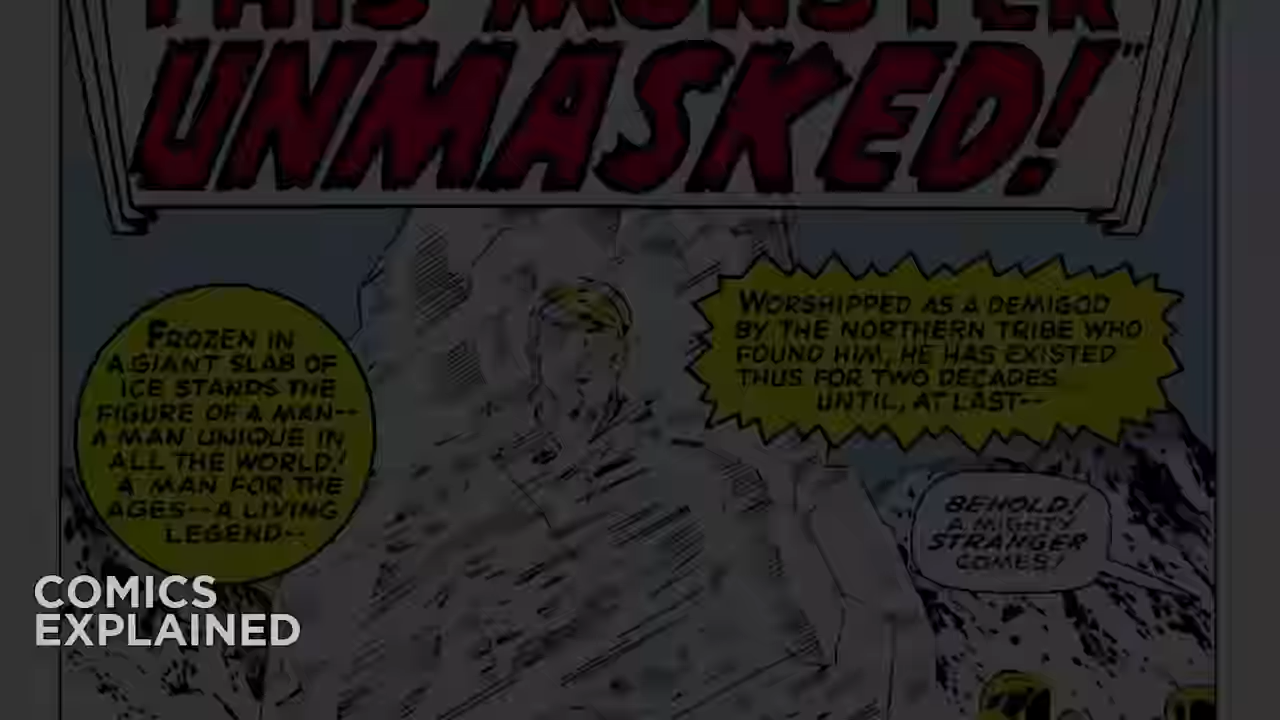 THIS MONSTER
UNMASKED!"
FROZEN IN
A GIANT SLAB OF
ICE STANDS THE
FIGURE OF A MAN--
A MAN UNIQUE IN
ALL THE WORLD!
A MAN FOR THE
AGES--A LIVING
LEGEND--
WORSHIPPED AS A DEMIGOD
BY THE NORTHERN TRIBE WHO
FOUND HIM, HE HAS EXISTED
THUS FOR TWO DECADES
UNTIL, AT LAST--
BEHOLD!
A MIGHTY
STRANGER
COMES!
COMICS
EXPLAINED